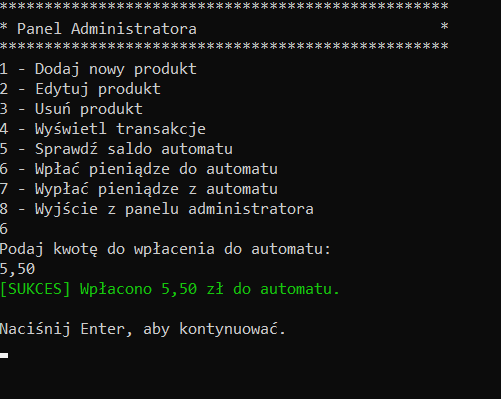 **************************************************
* Panel Administratora                           *
**************************************************
1 - Dodaj nowy produkt
2 - Edytuj produkt
3 - Usuń produkt
4 - Wyświetl transakcje
5 - Sprawdź saldo automatu
6 - Wpłać pieniądze do automatu
7 - Wypłać pieniądze z automatu
8 - Wyjście z panelu administratora
6
Podaj kwotę do wpłacenia do automatu:
5,50
[SUKCES] Wpłacono 5,50 zł do automatu.
Naciśnij Enter, aby kontynuować.